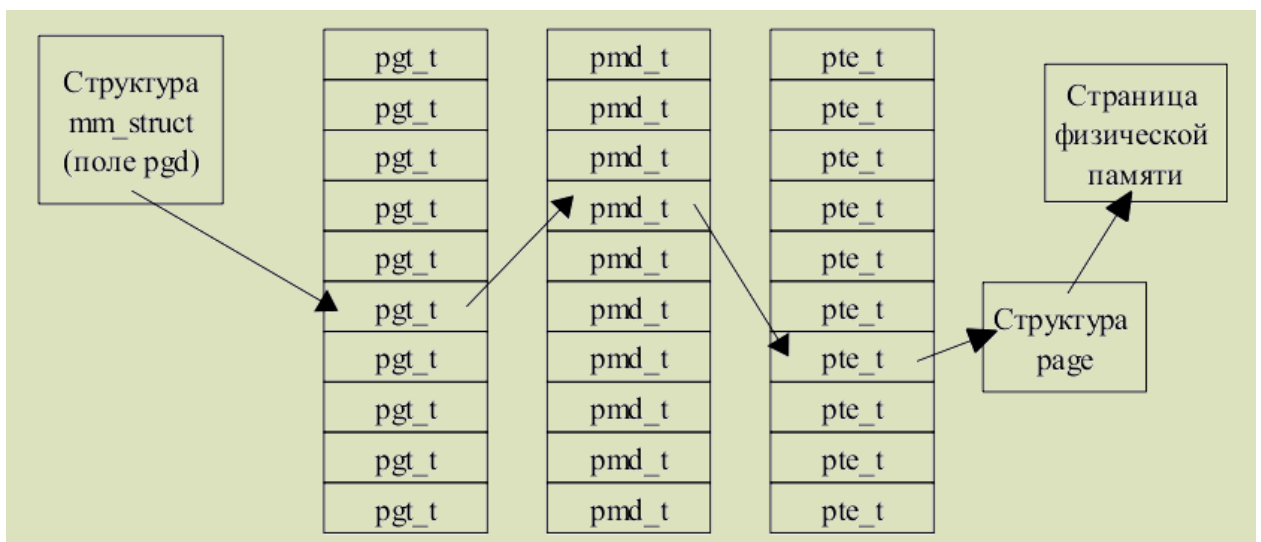 Структура
mm_struct
(поле pgd)
pgt_t
pgt_t
pgt_t
pgt_t
pgt_t
pgt_t
pgt_t
pgt_t
pgt_t
pgt_t
pmd_t
pmd_t
pmd_t
pmd_t
pmd_t
pmd_t
pmd_t
pmd_t
pmd_t
pmd_t
pte_t
pte_t
pte_t
pte_t
pte_t
pte_t
pte_t
pte_t
pte_t
pte_t
Структура
page
Страница
физической
памяти